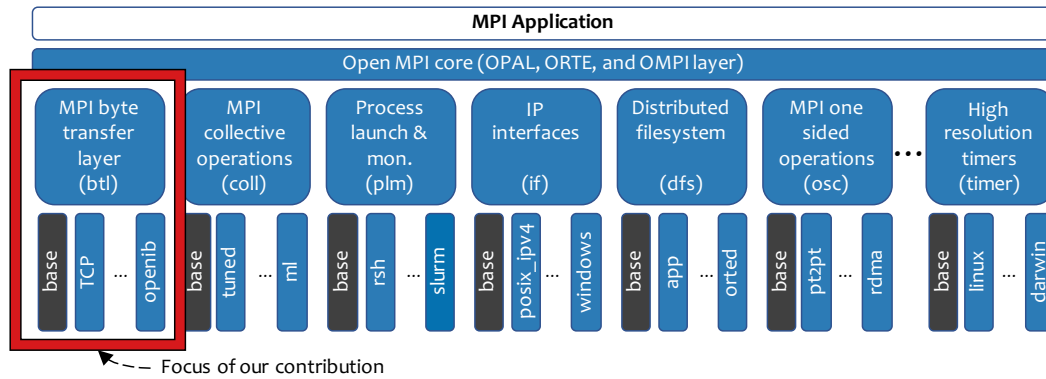 MPI Application
Open MPI core (OPAL, ORTE, and OMPI layer)
MPI byte
transfer
layer
(btl)
MPI
collective
operations
(coll)
Process
launch &
mon.
(plm)
IP
interfaces
(if)
Distributed
filesystem
(dfs)
MPI one
sided
operations
(osc)
...
High
resolution
timers
(timer)
base
TCP
...
openib
base
tuned
...
ml
base
rsh
...
slurm
base
posix_ipv4
...
windows
base
app
...
orted
base
pt2pt
...
rdma
base
linux
...
darwin
Focus of our contribution